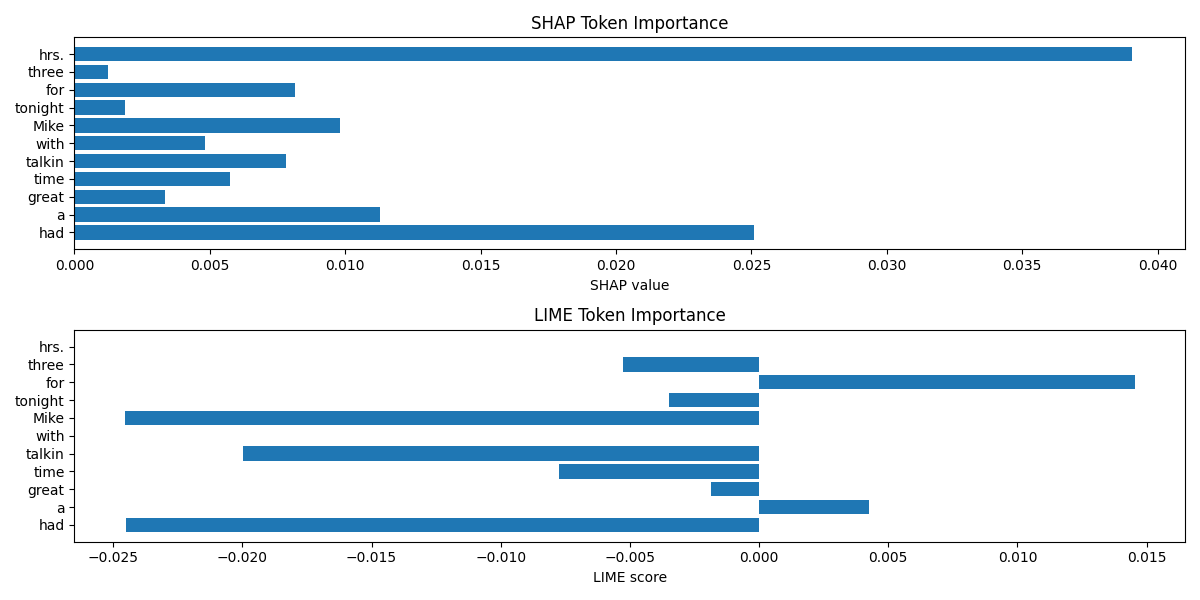 SHAP Token Importance
hrs.
three
for
tonight
Mike
with
talkin
time
great
a
had
0.000 0.005 0.010 0.015 0.020 0.025 0.030 0.035 0.040
SHAP value
LIME Token Importance
hrs.
three
for
tonight
Mike
with
talkin
time
great
a
had
−0.025 −0.020 −0.015 −0.010 −0.005 0.000 0.005 0.010 0.015
LIME score